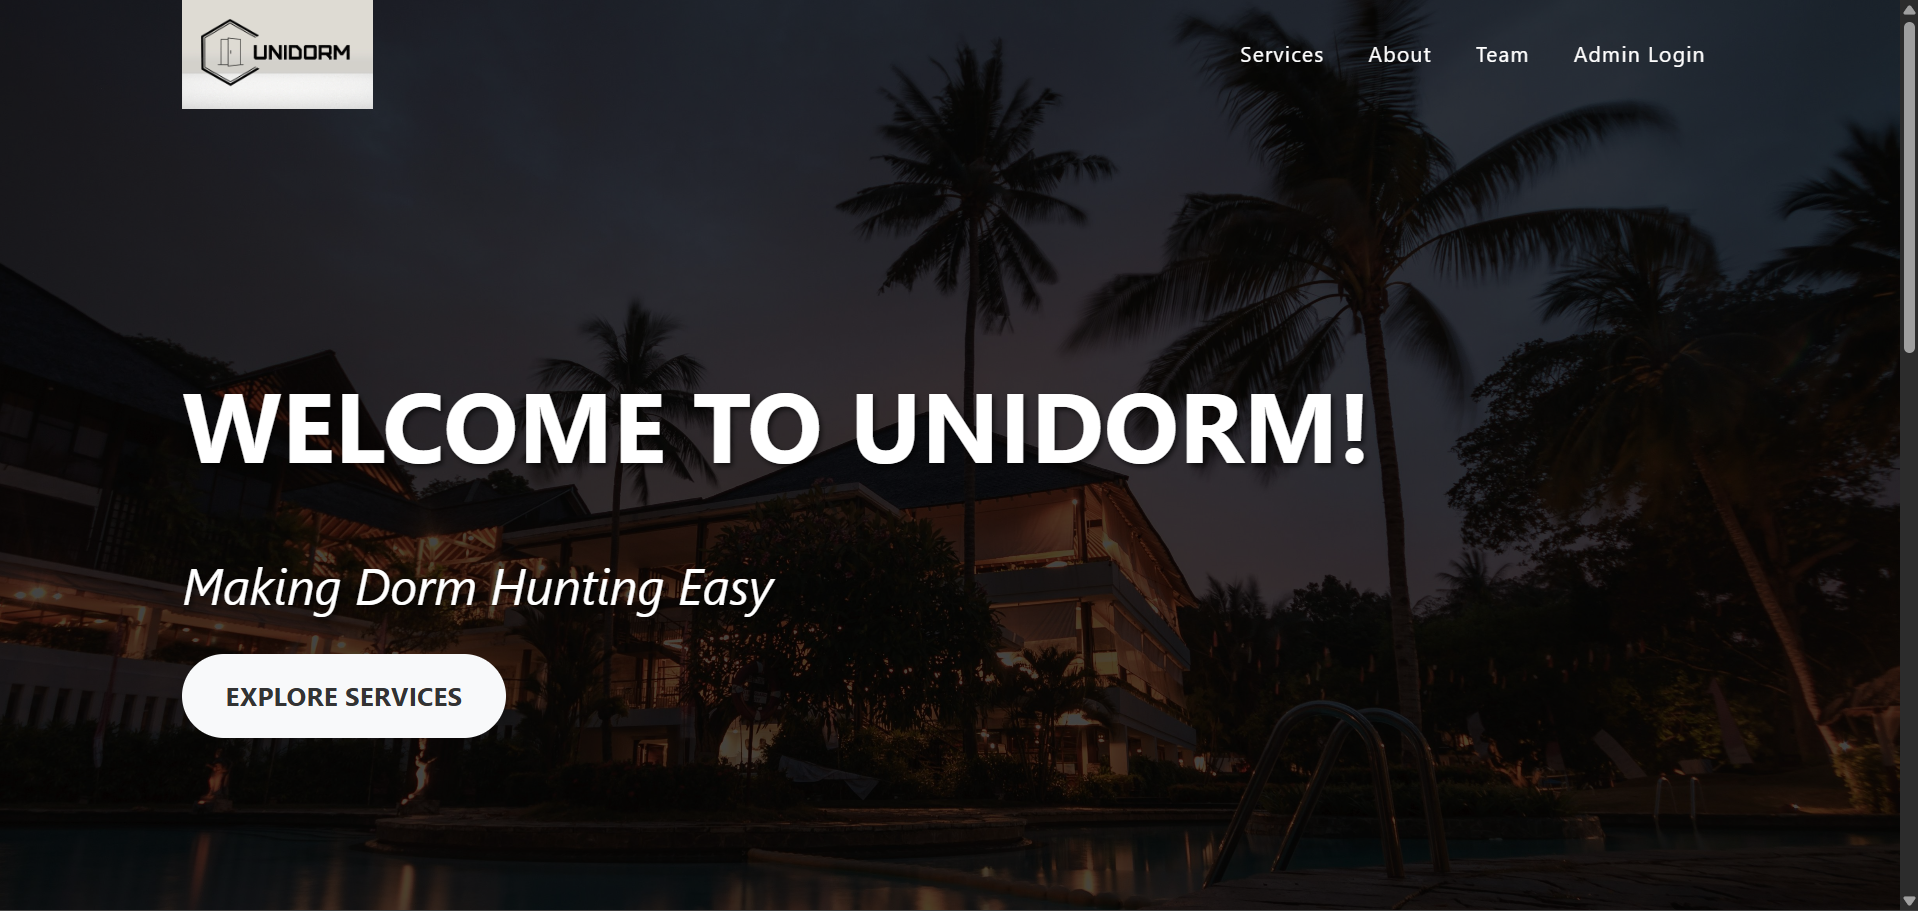 UNIDORM
Services About Team Admin Login
WELCOME TO UNIDORM!
Making Dorm Hunting Easy
EXPLORE SERVICES